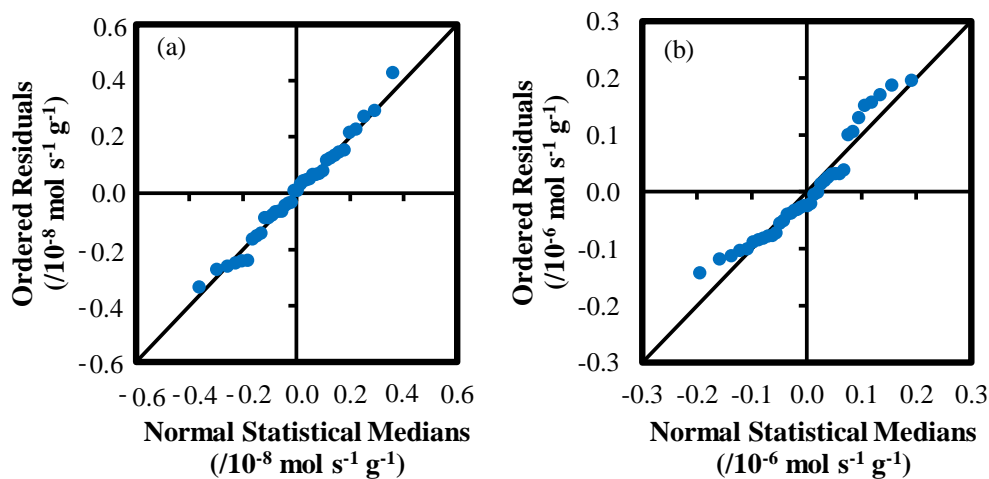 Ordered Residuals
(/10-8 mol s-1 g-1)
0.6
0.4
0.2
0.0
-0.2
-0.4
-0.6
(a)
-0.6 -0.4 -0.2 0.0 0.2 0.4 0.6
Normal Statistical Medians
(/10-8 mol s-1 g-1)
Ordered Residuals
(/10-6 mol s-1 g-1)
0.3
0.2
0.1
0.0
-0.1
-0.2
-0.3
(b)
-0.3 -0.2 -0.1 0.0 0.1 0.2 0.3
Normal Statistical Medians
(/10-6 mol s-1 g-1)